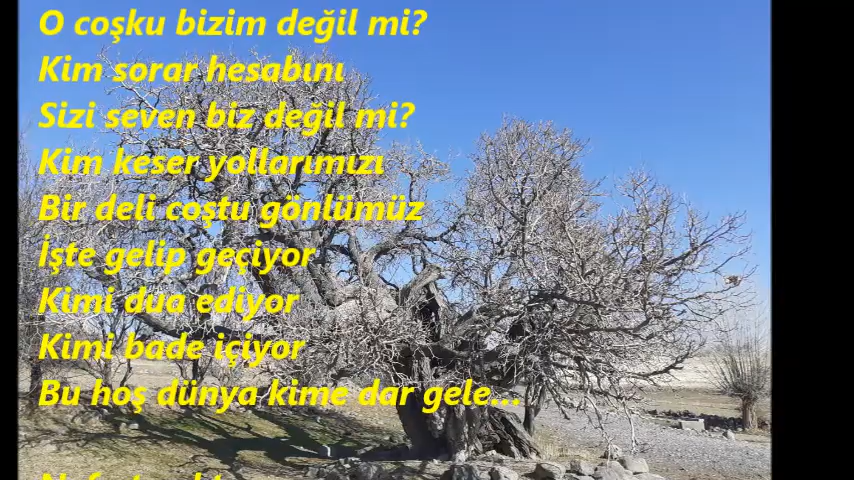 O coşku bizim değil mi?
Kim sorar hesabını
Sizi seven biz değil mi?
Kim keser yollarımızı
Bir deli coştu gönlümüz
İşte gelip geçiyor
Kimi dua ediyor
Kimi bade içiyor
Bu hoş dünya kime dar gele...